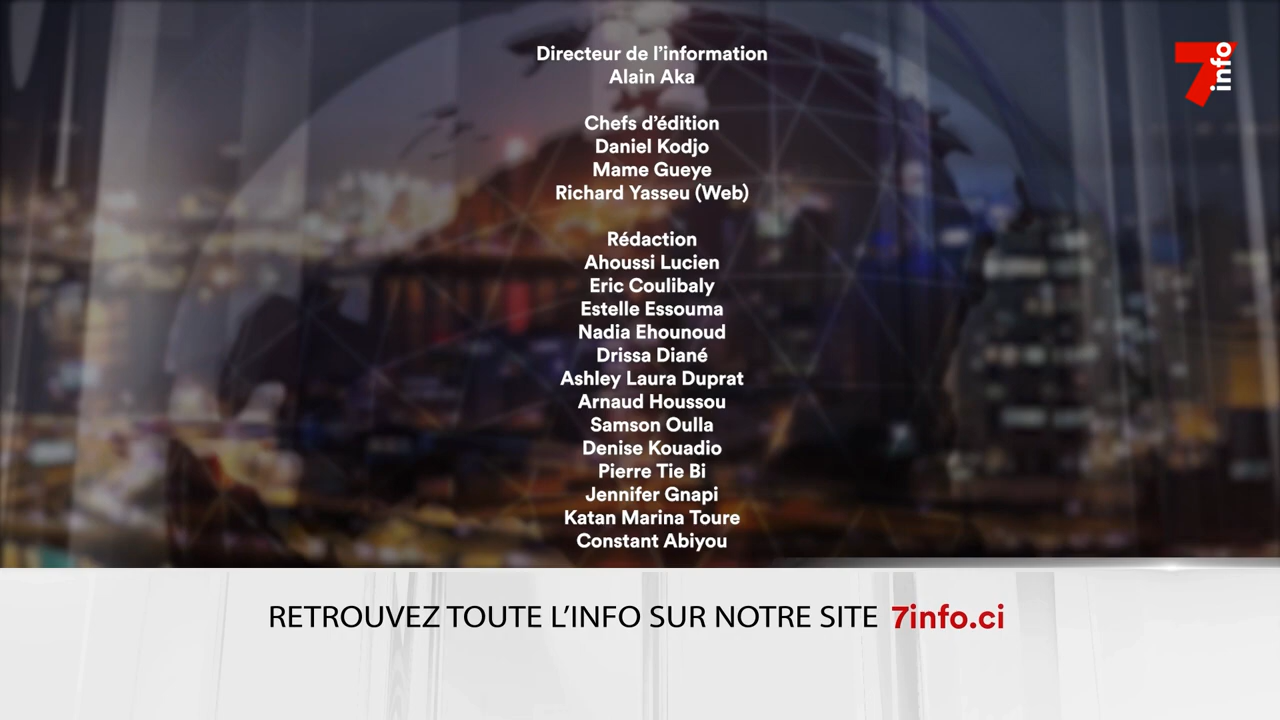 Directeur de l'information
Alain Aka
7info
Chefs d'édition
Daniel Kodjo
Mame Gueye
Richard Yasseu (Web)
Rédaction
Ahoussi Lucien
Eric Coulibaly
Estelle Essouma
Nadia Ehounoud
Drissa Diané
Ashley Laura Duprat
Arnaud Houssou
Samson Oulla
Denise Kouadio
Pierre Tie Bi
Jennifer Gnapi
Katan Marina Toure
Constant Abiyou
RETROUVEZ TOUTE L'INFO SUR NOTRE SITE 7info.ci